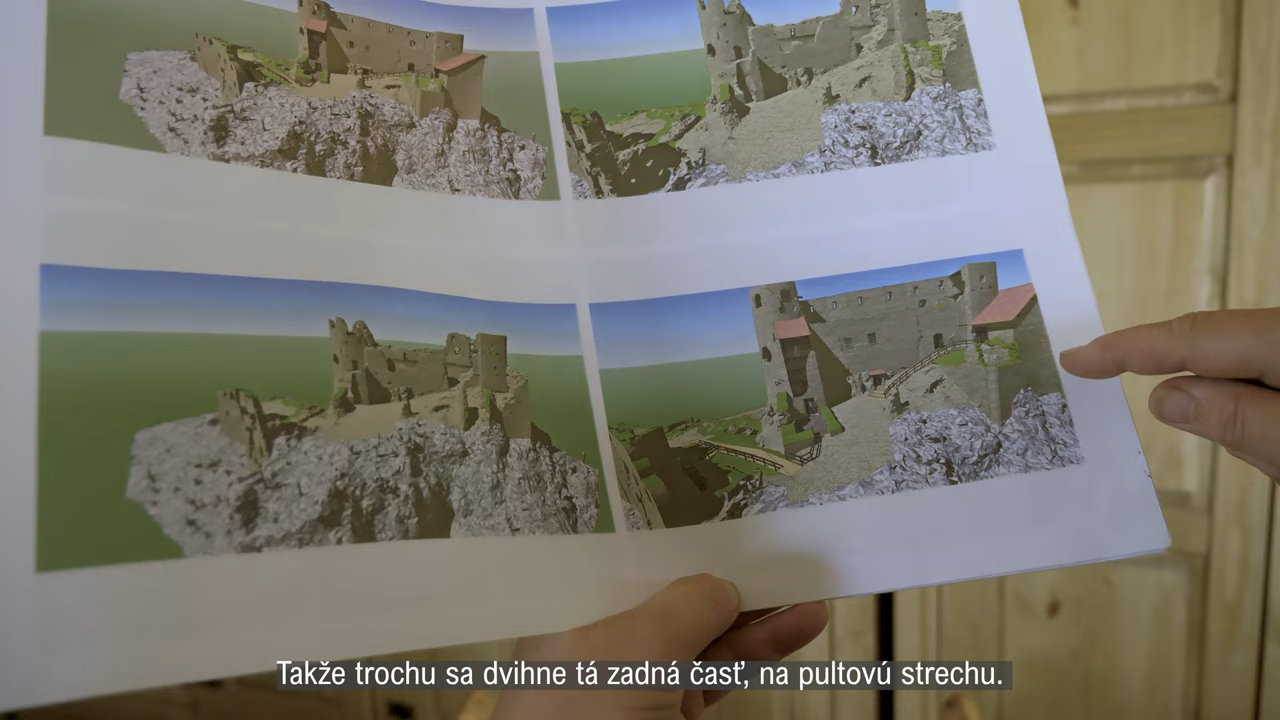 Takže trochu sa dvihne tá zadná časť, na pultovú strechu.